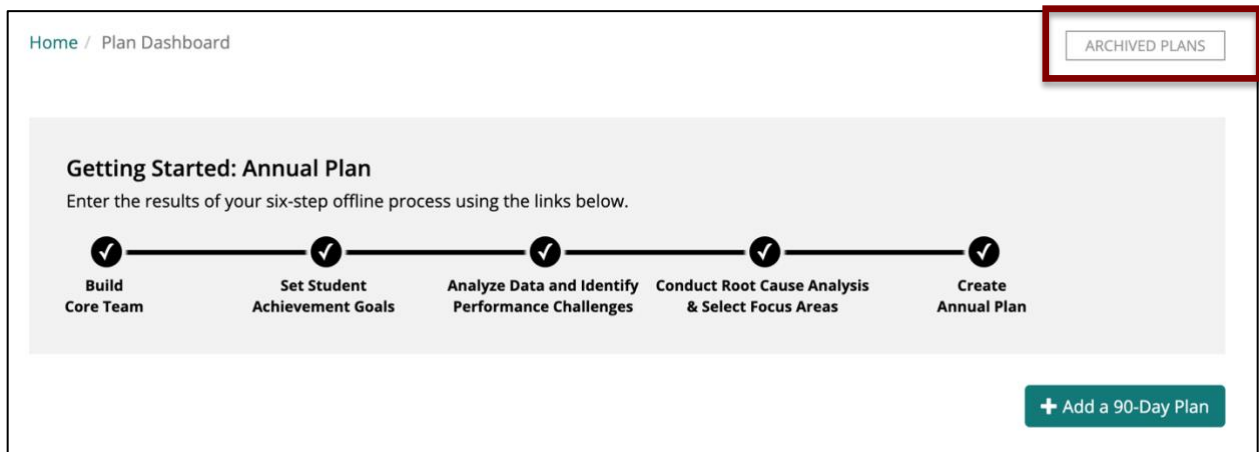 Home / Plan Dashboard
ARCHIVED PLANS
Getting Started: Annual Plan
Enter the results of your six-step offline process using the links below.
Build
Core Team
Set Student
Achievement Goals
Analyze Data and Identify
Performance Challenges
Conduct Root Cause Analysis
& Select Focus Areas
Create
Annual Plan
+ Add a 90-Day Plan